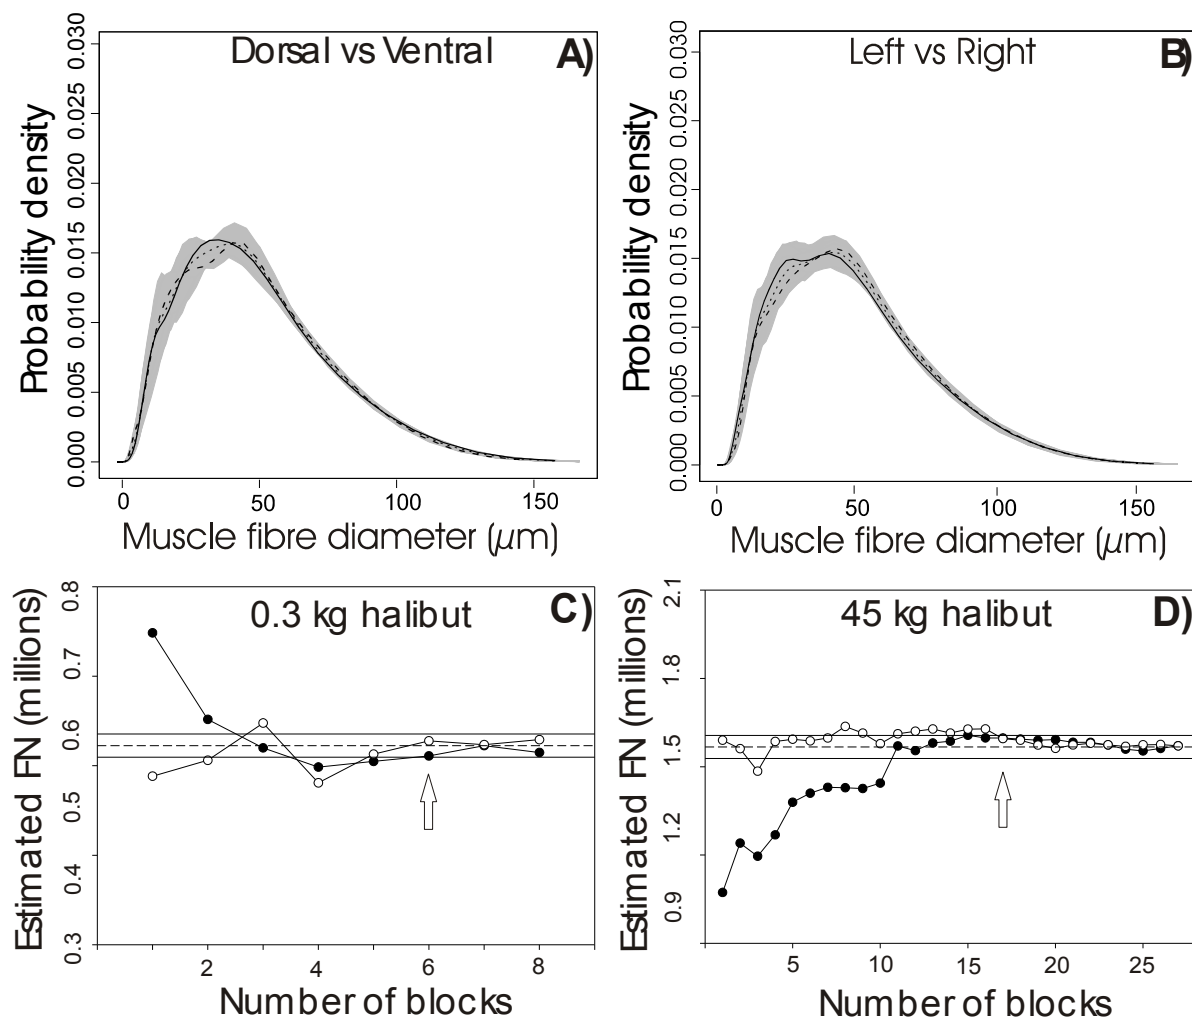 Dorsal vs Ventral
A)
Probability density
0.030
0.025
0.020
0.015
0.010
0.005
0.000
0 50 100 150
Muscle fibre diameter (µm)
Left vs Right
B)
Probability density
0.030
0.025
0.020
0.015
0.010
0.005
0.000
0 50 100 150
Muscle fibre diameter (µm)
0.3 kg halibut
C)
Estimated FN (millions)
0.8
0.7
0.6
0.5
0.4
0.3
2 4 6 8
Number of blocks
45 kg halibut
D)
Estimated FN (millions)
2.1
1.8
1.5
1.2
0.9
5 10 15 20 25
Number of blocks